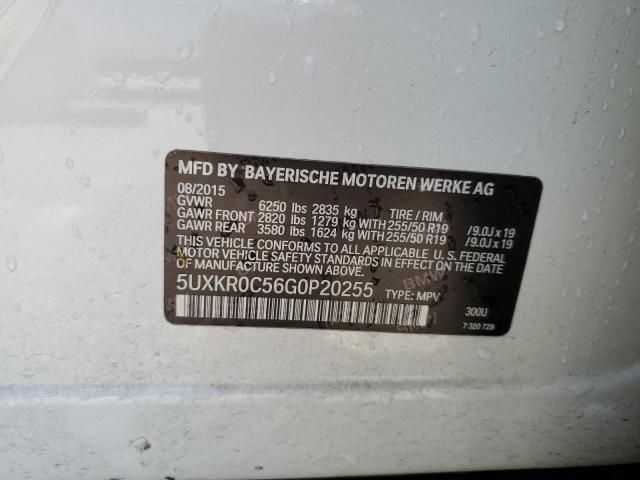 MFD BY BAYERISCHE MOTOREN WERKE AG
08/2015
GVWR 6250 lbs 2835 kg TIRE / RIM
GAWR FRONT 2820 lbs 1279 kg WITH 255/50 R19 /9.0J x 19
GAWR REAR 3580 lbs 1624 kg WITH 255/50 R19 /9.0J x 19
THIS VEHICLE CONFORMS TO ALL APPLICABLE U.S. FEDERAL
MOTOR VEHICLE SAFETY STANDARDS IN EFFECT ON THE DATE
OF MANUFACTURE SHOWN ABOVE.
5UXKR0C56G0P20255 TYPE: MPV
300U
7 320 729
BMW